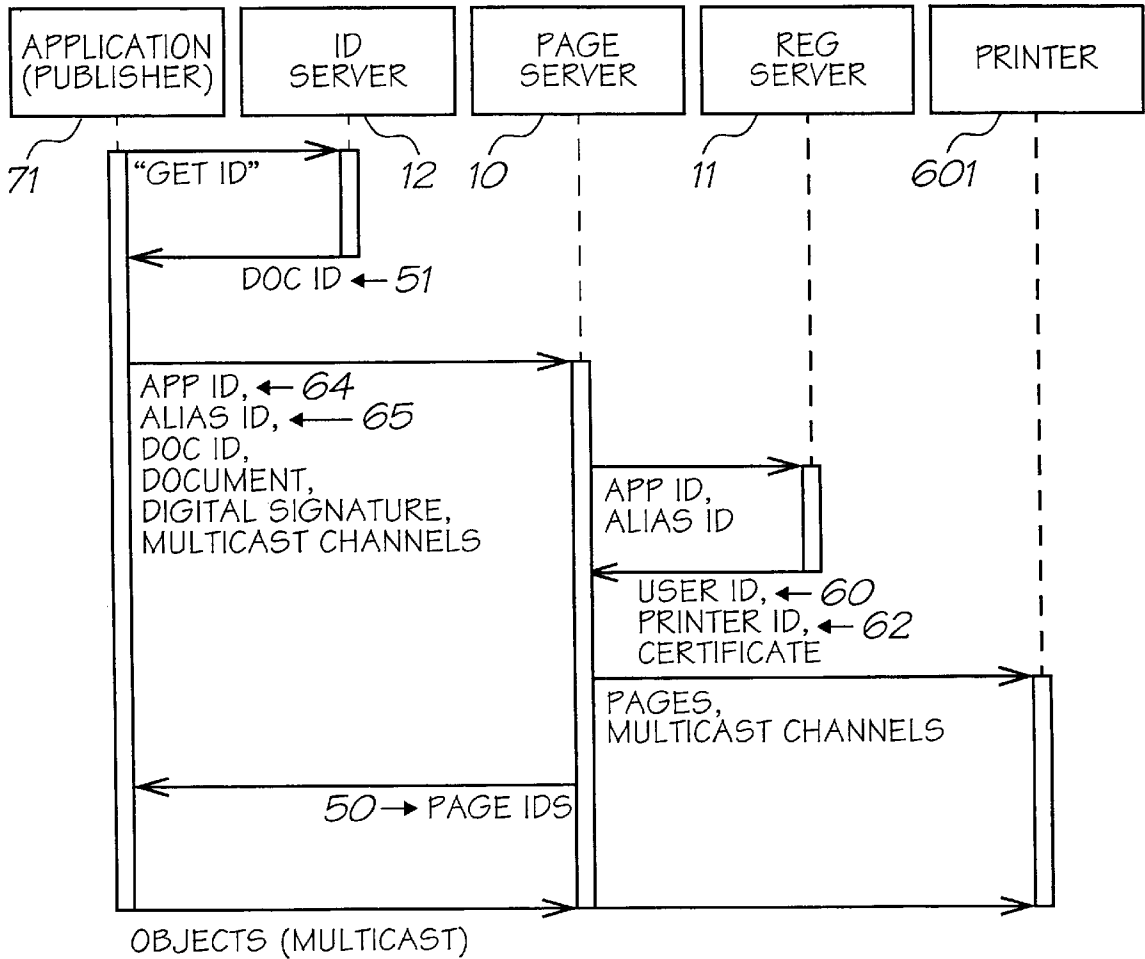 APPLICATION
(PUBLISHER)
ID
SERVER
PAGE
SERVER
REG
SERVER
PRINTER
71
12
10
11
601
“GET ID”
DOC ID ← 51
APP ID, ← 64
ALIAS ID, ← 65
DOC ID,
DOCUMENT,
DIGITAL SIGNATURE,
MULTICAST CHANNELS
APP ID,
ALIAS ID
USER ID, ← 60
PRINTER ID, ← 62
CERTIFICATE
PAGES,
MULTICAST CHANNELS
50 → PAGE IDS
OBJECTS (MULTICAST)